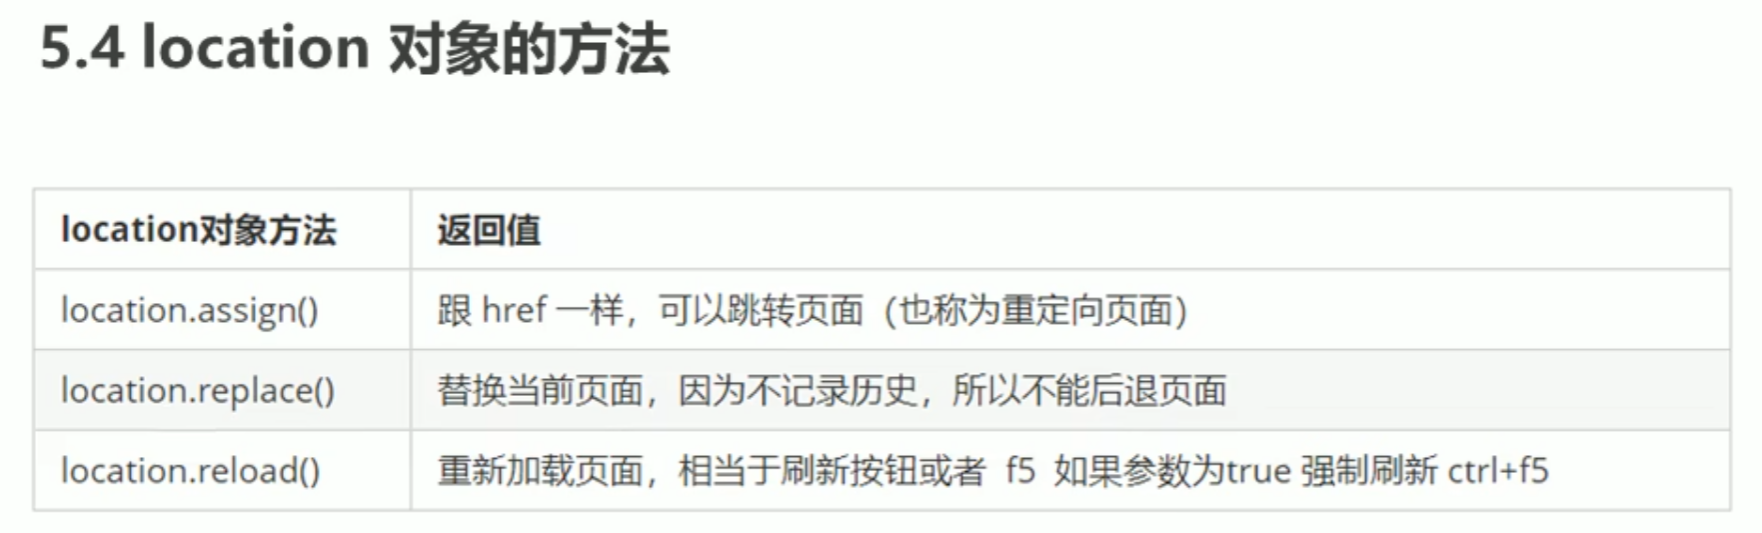 5.4 location 对象的方法
location对象方法 返回值
location.assign() 跟 href 一样，可以跳转页面（也称为重定向页面）
location.replace() 替换当前页面，因为不记录历史，所以不能后退页面
location.reload() 重新加载页面，相当于刷新按钮或者 f5 如果参数为true 强制刷新 ctrl+f5